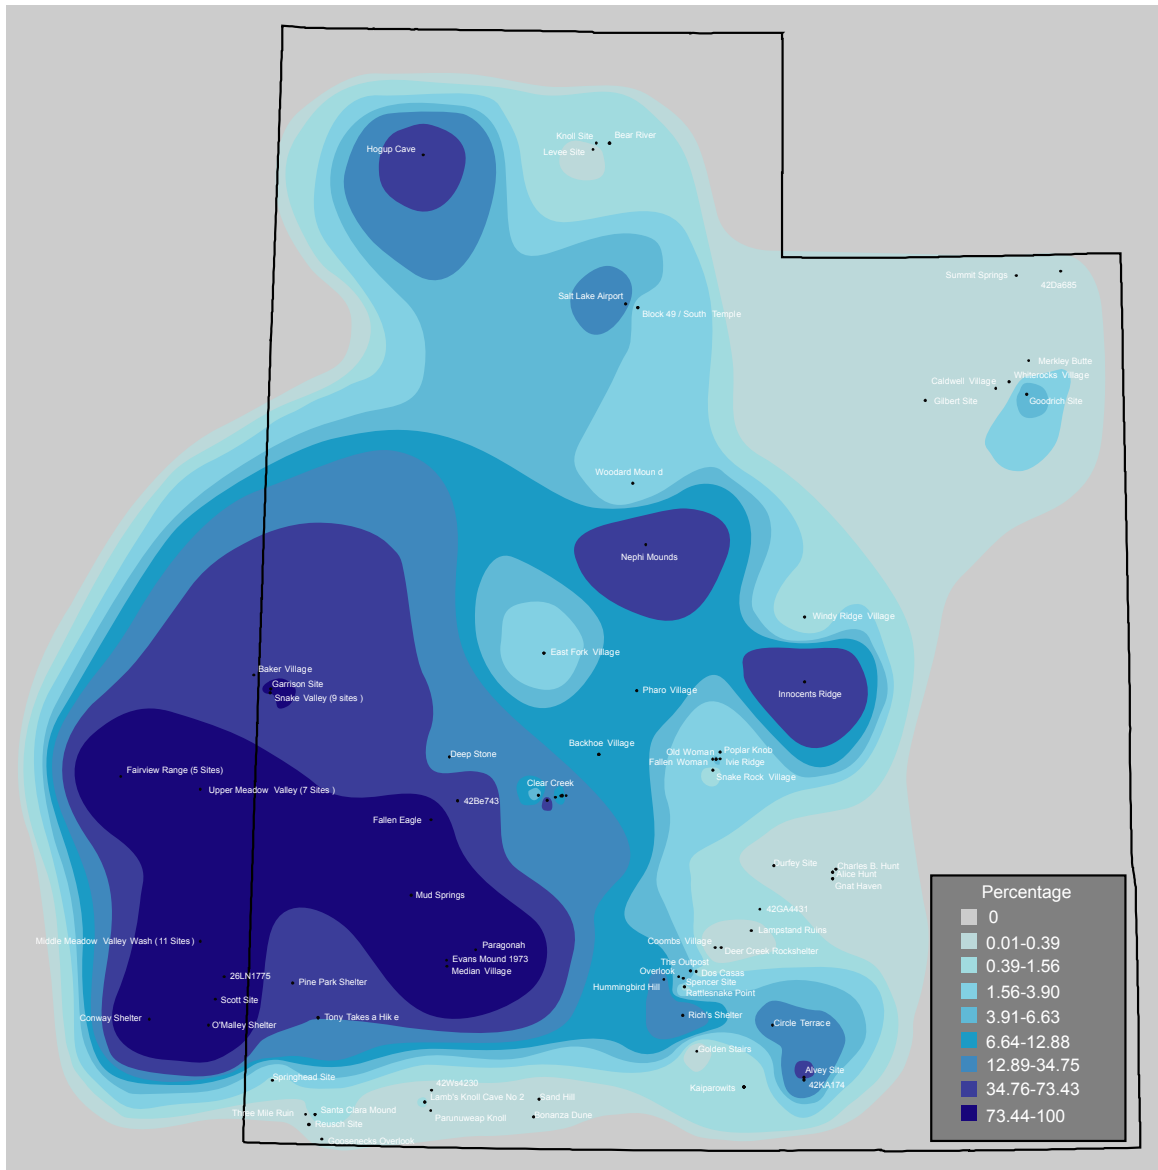 Knoll Site
Bear River
Hogup Cave
Levee Site
Summit Springs
42Da685
Salt Lake Airport
Block 49 / South Temple
Merkley Butte
Whiterocks Village
Caldwell Village
Gilbert Site
Goodrich Site
Woodard Moun d
Nephi Mounds
Windy Ridge Village
East Fork Village
Baker Village
Garrison Site
Snake Valley (9 sites )
Pharo Village
Innocents Ridge
Backhoe Village
Deep Stone
Old Woman
Poplar Knob
Fallen Woman
Ivie Ridge
Snake Rock Village
Fairview Range (5 Sites)
Upper Meadow Valley (7 Sites )
Clear Creek
42Be743
Fallen Eagle
Durfey Site
Charles B. Hunt
Alice Hunt
Gnat Haven
Mud Springs
42GA4431
Lampstand Ruins
Middle Meadow Valley Wash ( 11 Sites )
Paragonah
Evans Mound 1973
Median Village
Coombs Village
Deer Creek Rockshelter
The Outpost
Overlook
Dos Casas
Spencer Site
Hummingbird Hill
Rattlesnake Point
26LN1775
Pine Park Shelter
Scott Site
Conway Shelter
O'Malley Shelter
Tony Takes a Hik e
Rich's Shelter
Circle Terrace
Golden Stairs
Alvey Site
42KA174
Kaiparowits
Springhead Site
42Ws4230
Lamb's Knoll Cave No 2
Sand Hill
Three Mile Ruin
Santa Clara Mound
Parunuweap Knoll
Bonanza Dune
Reusch Site
Goosenecks Overlook
Percentage
0
0.01-0.39
0.39-1.56
1.56-3.90
3.91-6.63
6.64-12.88
12.89-34.75
34.76-73.43
73.44-100